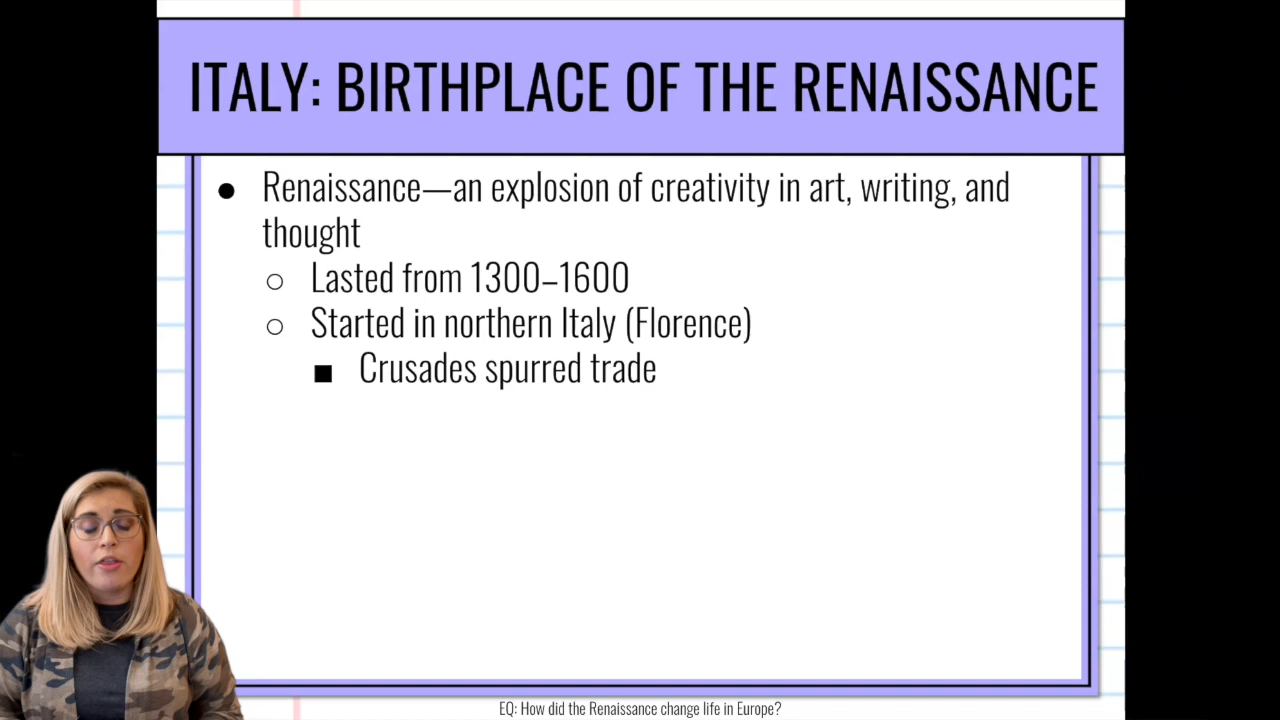 ITALY: BIRTHPLACE OF THE RENAISSANCE
● Renaissance—an explosion of creativity in art, writing, and
thought
○ Lasted from 1300–1600
○ Started in northern Italy (Florence)
■ Crusades spurred trade
EQ: How did the Renaissance change life in Europe?